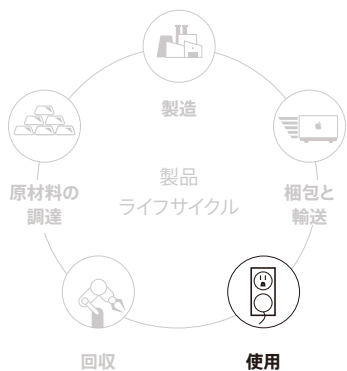 製造
原材料の
調達
製品
ライフサイクル
梱包と
輸送
回収
使用